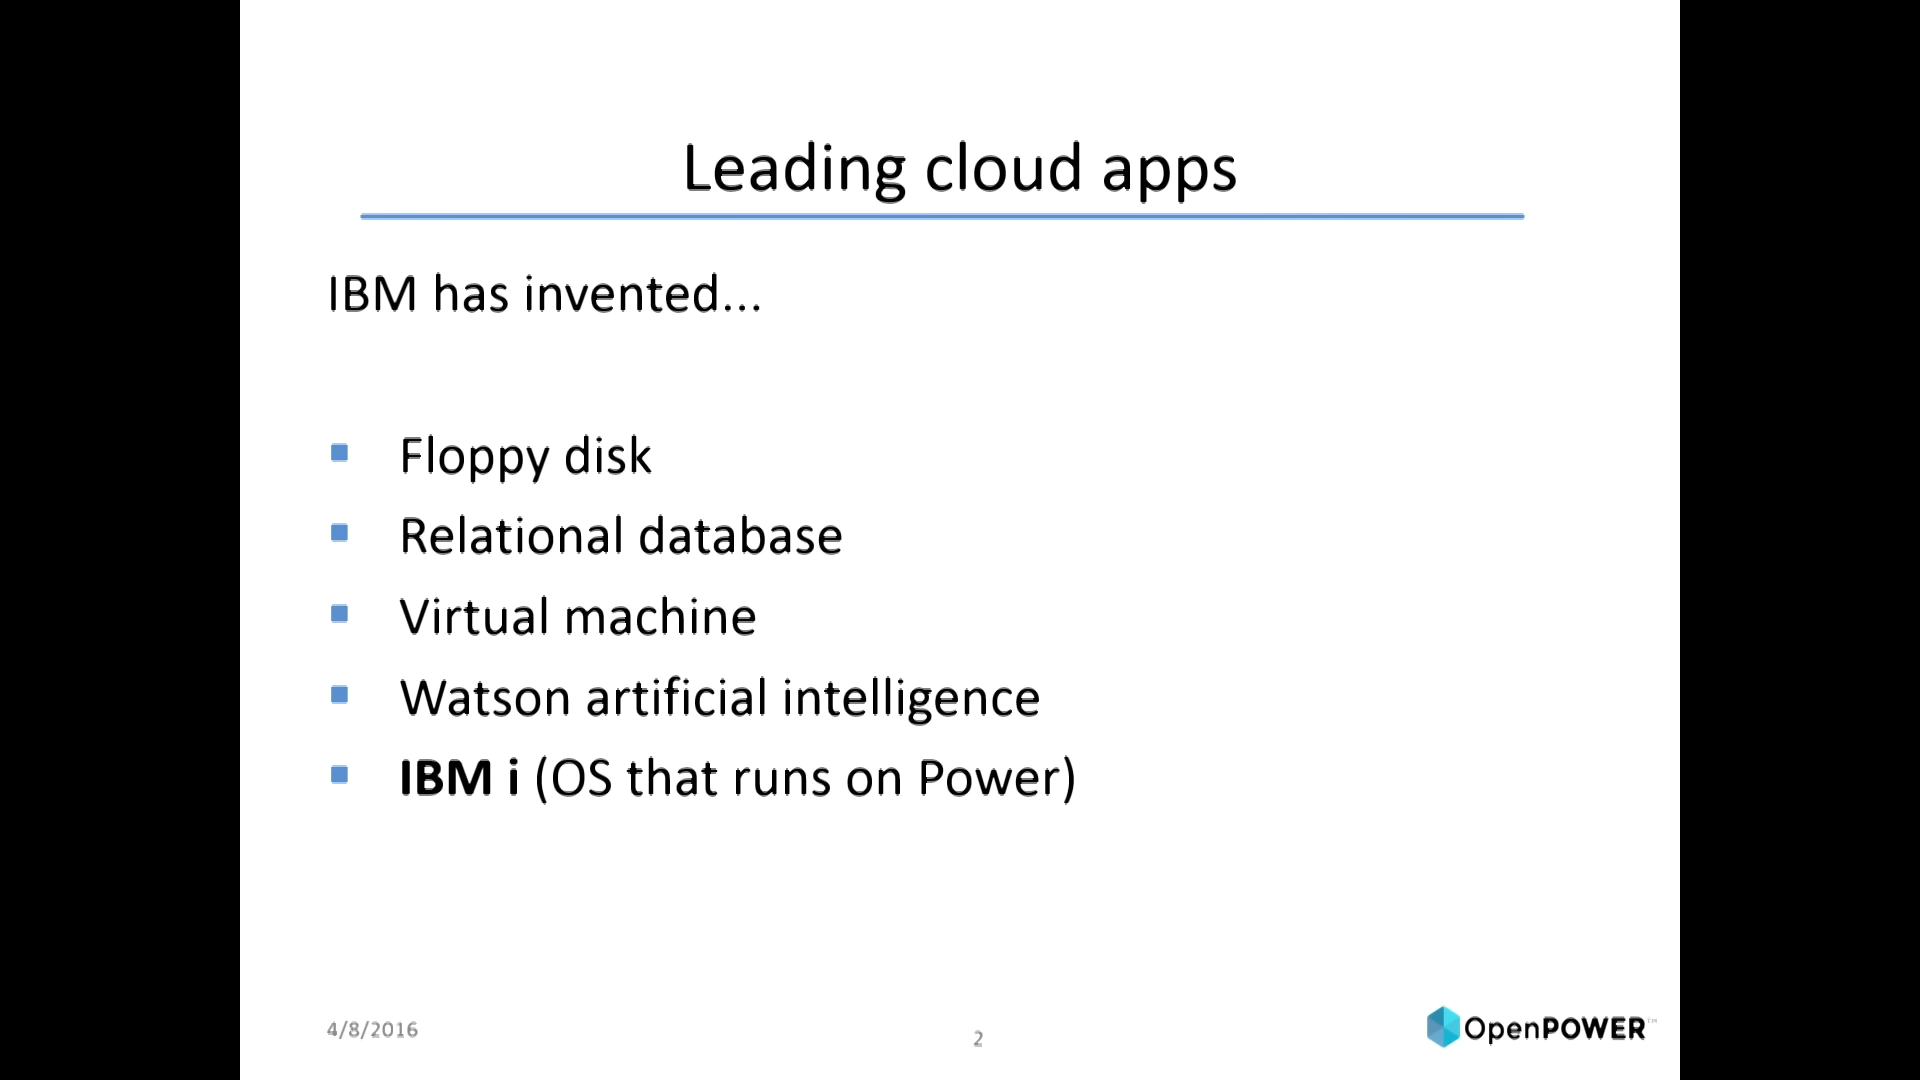 Leading cloud apps
IBM has invented...
Floppy disk
Relational database
Virtual machine
Watson artificial intelligence
IBM i (OS that runs on Power)
4/8/2016
2
OpenPOWER™